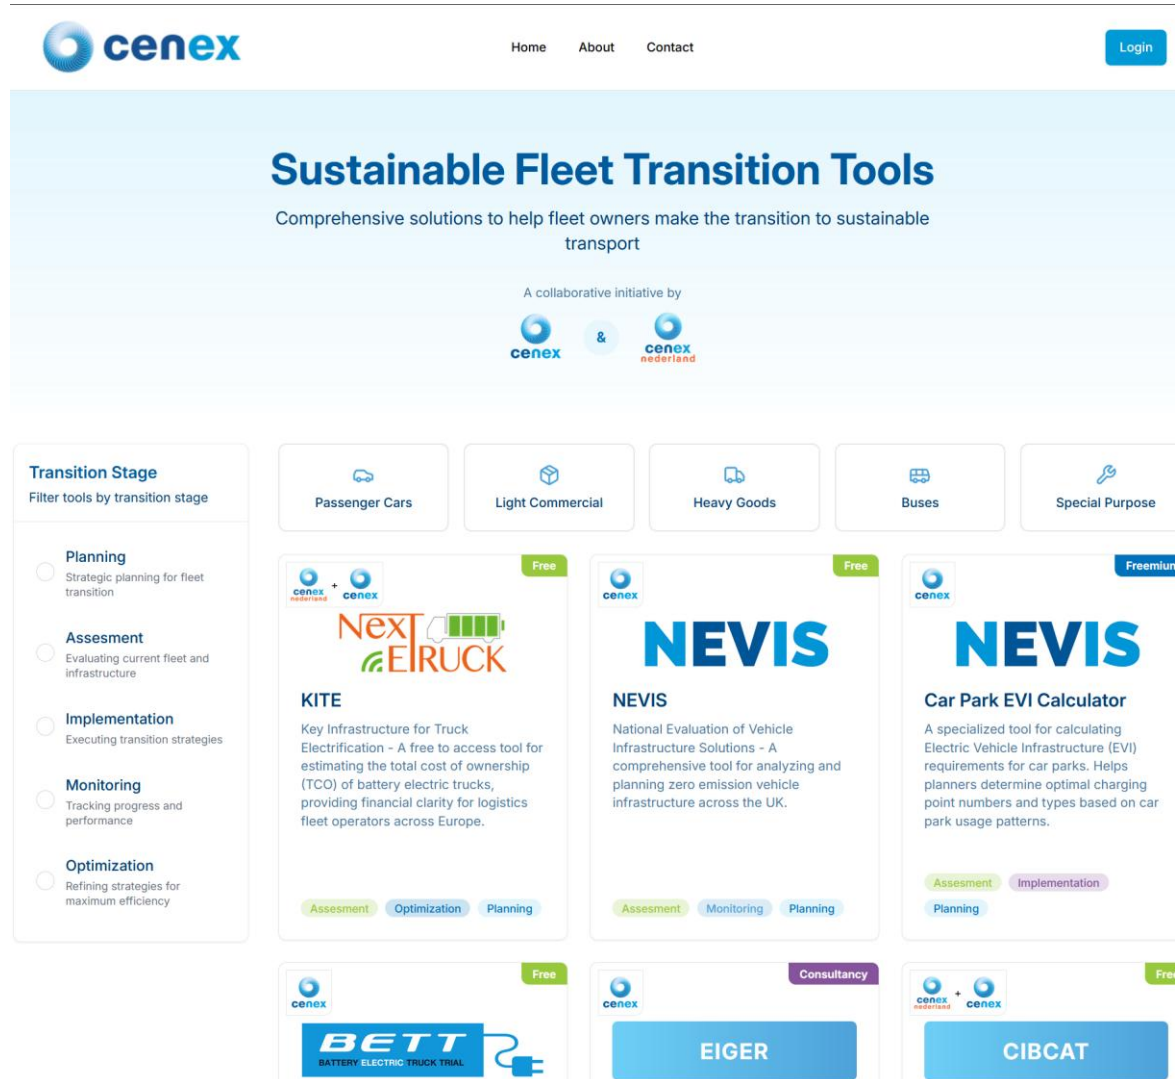 cenex
Home About Contact
Login
Sustainable Fleet Transition Tools
Comprehensive solutions to help fleet owners make the transition to sustainable
transport
A collaborative initiative by
cenex
&
cenex
nederland
Transition Stage
Filter tools by transition stage
Planning
Strategic planning for fleet
transition
Assesment
Evaluating current fleet and
infrastructure
Implementation
Executing transition strategies
Monitoring
Tracking progress and
performance
Optimization
Refining strategies for
maximum efficiency
Passenger Cars
Light Commercial
Heavy Goods
Buses
Special Purpose
cenex
nederland
+
cenex
Free
NEXT
ETRUCK
KITE
Key Infrastructure for Truck
Electrification - A free to access tool for
estimating the total cost of ownership
(TCO) of battery electric trucks,
providing financial clarity for logistics
fleet operators across Europe.
Assesment Optimization Planning
cenex
Free
NEVIS
NEVIS
National Evaluation of Vehicle
Infrastructure Solutions - A
comprehensive tool for analyzing and
planning zero emission vehicle
infrastructure across the UK.
Assesment Monitoring Planning
cenex
Freemium
NEVIS
Car Park EVI Calculator
A specialized tool for calculating
Electric Vehicle Infrastructure (EVI)
requirements for car parks. Helps
planners determine optimal charging
point numbers and types based on car
park usage patterns.
Assesment Implementation
Planning
cenex
Free
BETT
BATTERY ELECTRIC TRUCK TRIAL
cenex
Consultancy
EIGER
cenex
nederland
+
cenex
Free
CIBCAT